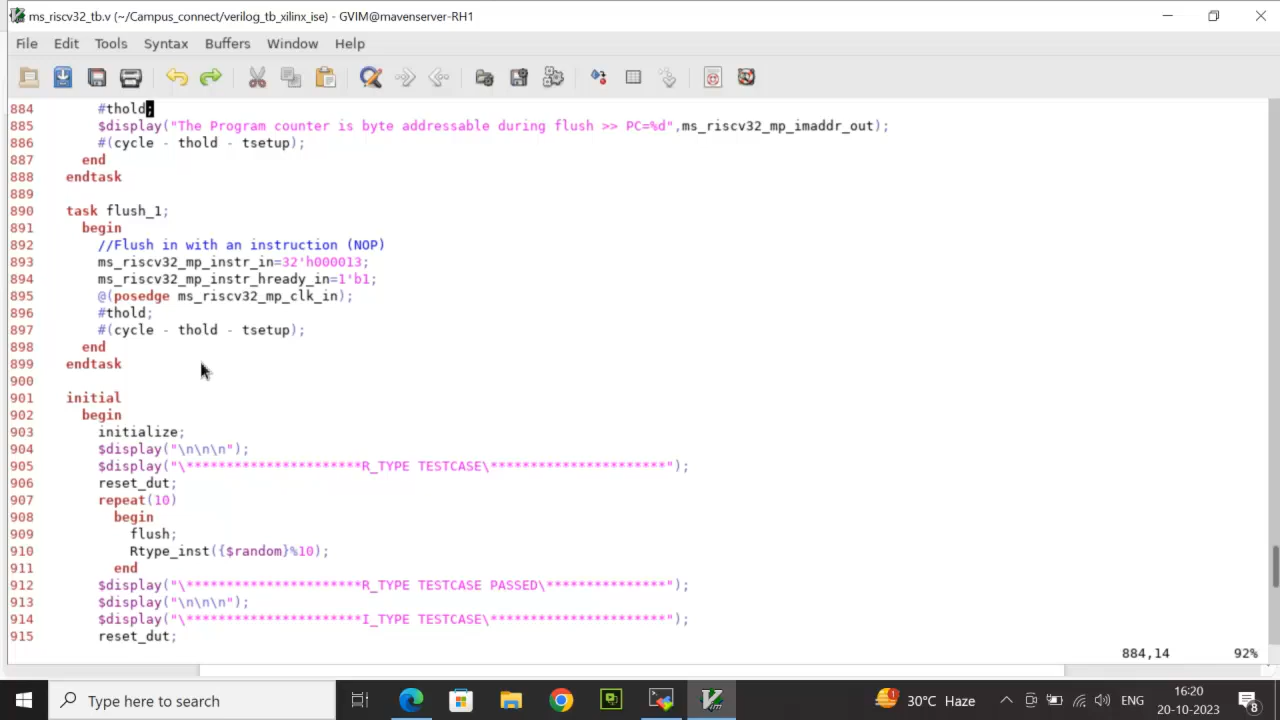 ms_riscv32_tb.v (~/Campus_connect/verilog_tb_xilinx_ise) - GVIM@mavenserver-RH1
File Edit Tools Syntax Buffers Window Help
884         #thold;
885         $display("The Program counter is byte addressable during flush >> PC=%d",ms_riscv32_mp_imaddr_out);
886         #(cycle - thold - tsetup);
887       end
888     endtask
889
890     task flush_1;
891       begin
892         //Flush in with an instruction (NOP)
893         ms_riscv32_mp_instr_in=32'h000013;
894         ms_riscv32_mp_instr_hready_in=1'b1;
895         @(posedge ms_riscv32_mp_clk_in);
896         #thold;
897         #(cycle - thold - tsetup);
898       end
899     endtask
900
901     initial
902       begin
903         initialize;
904         $display("\n\n\n");
905         $display("\**********************R_TYPE TESTCASE\**********************");
906         reset_dut;
907         repeat(10)
908           begin
909             flush;
910             Rtype_inst({$random}%10);
911           end
912         $display("\**********************R_TYPE TESTCASE PASSED\***************");
913         $display("\n\n\n");
914         $display("\**********************I_TYPE TESTCASE\**********************");
915         reset_dut;
884,14 92%
Type here to search
30°C Haze
ENG
16:20
20-10-2023
8
1